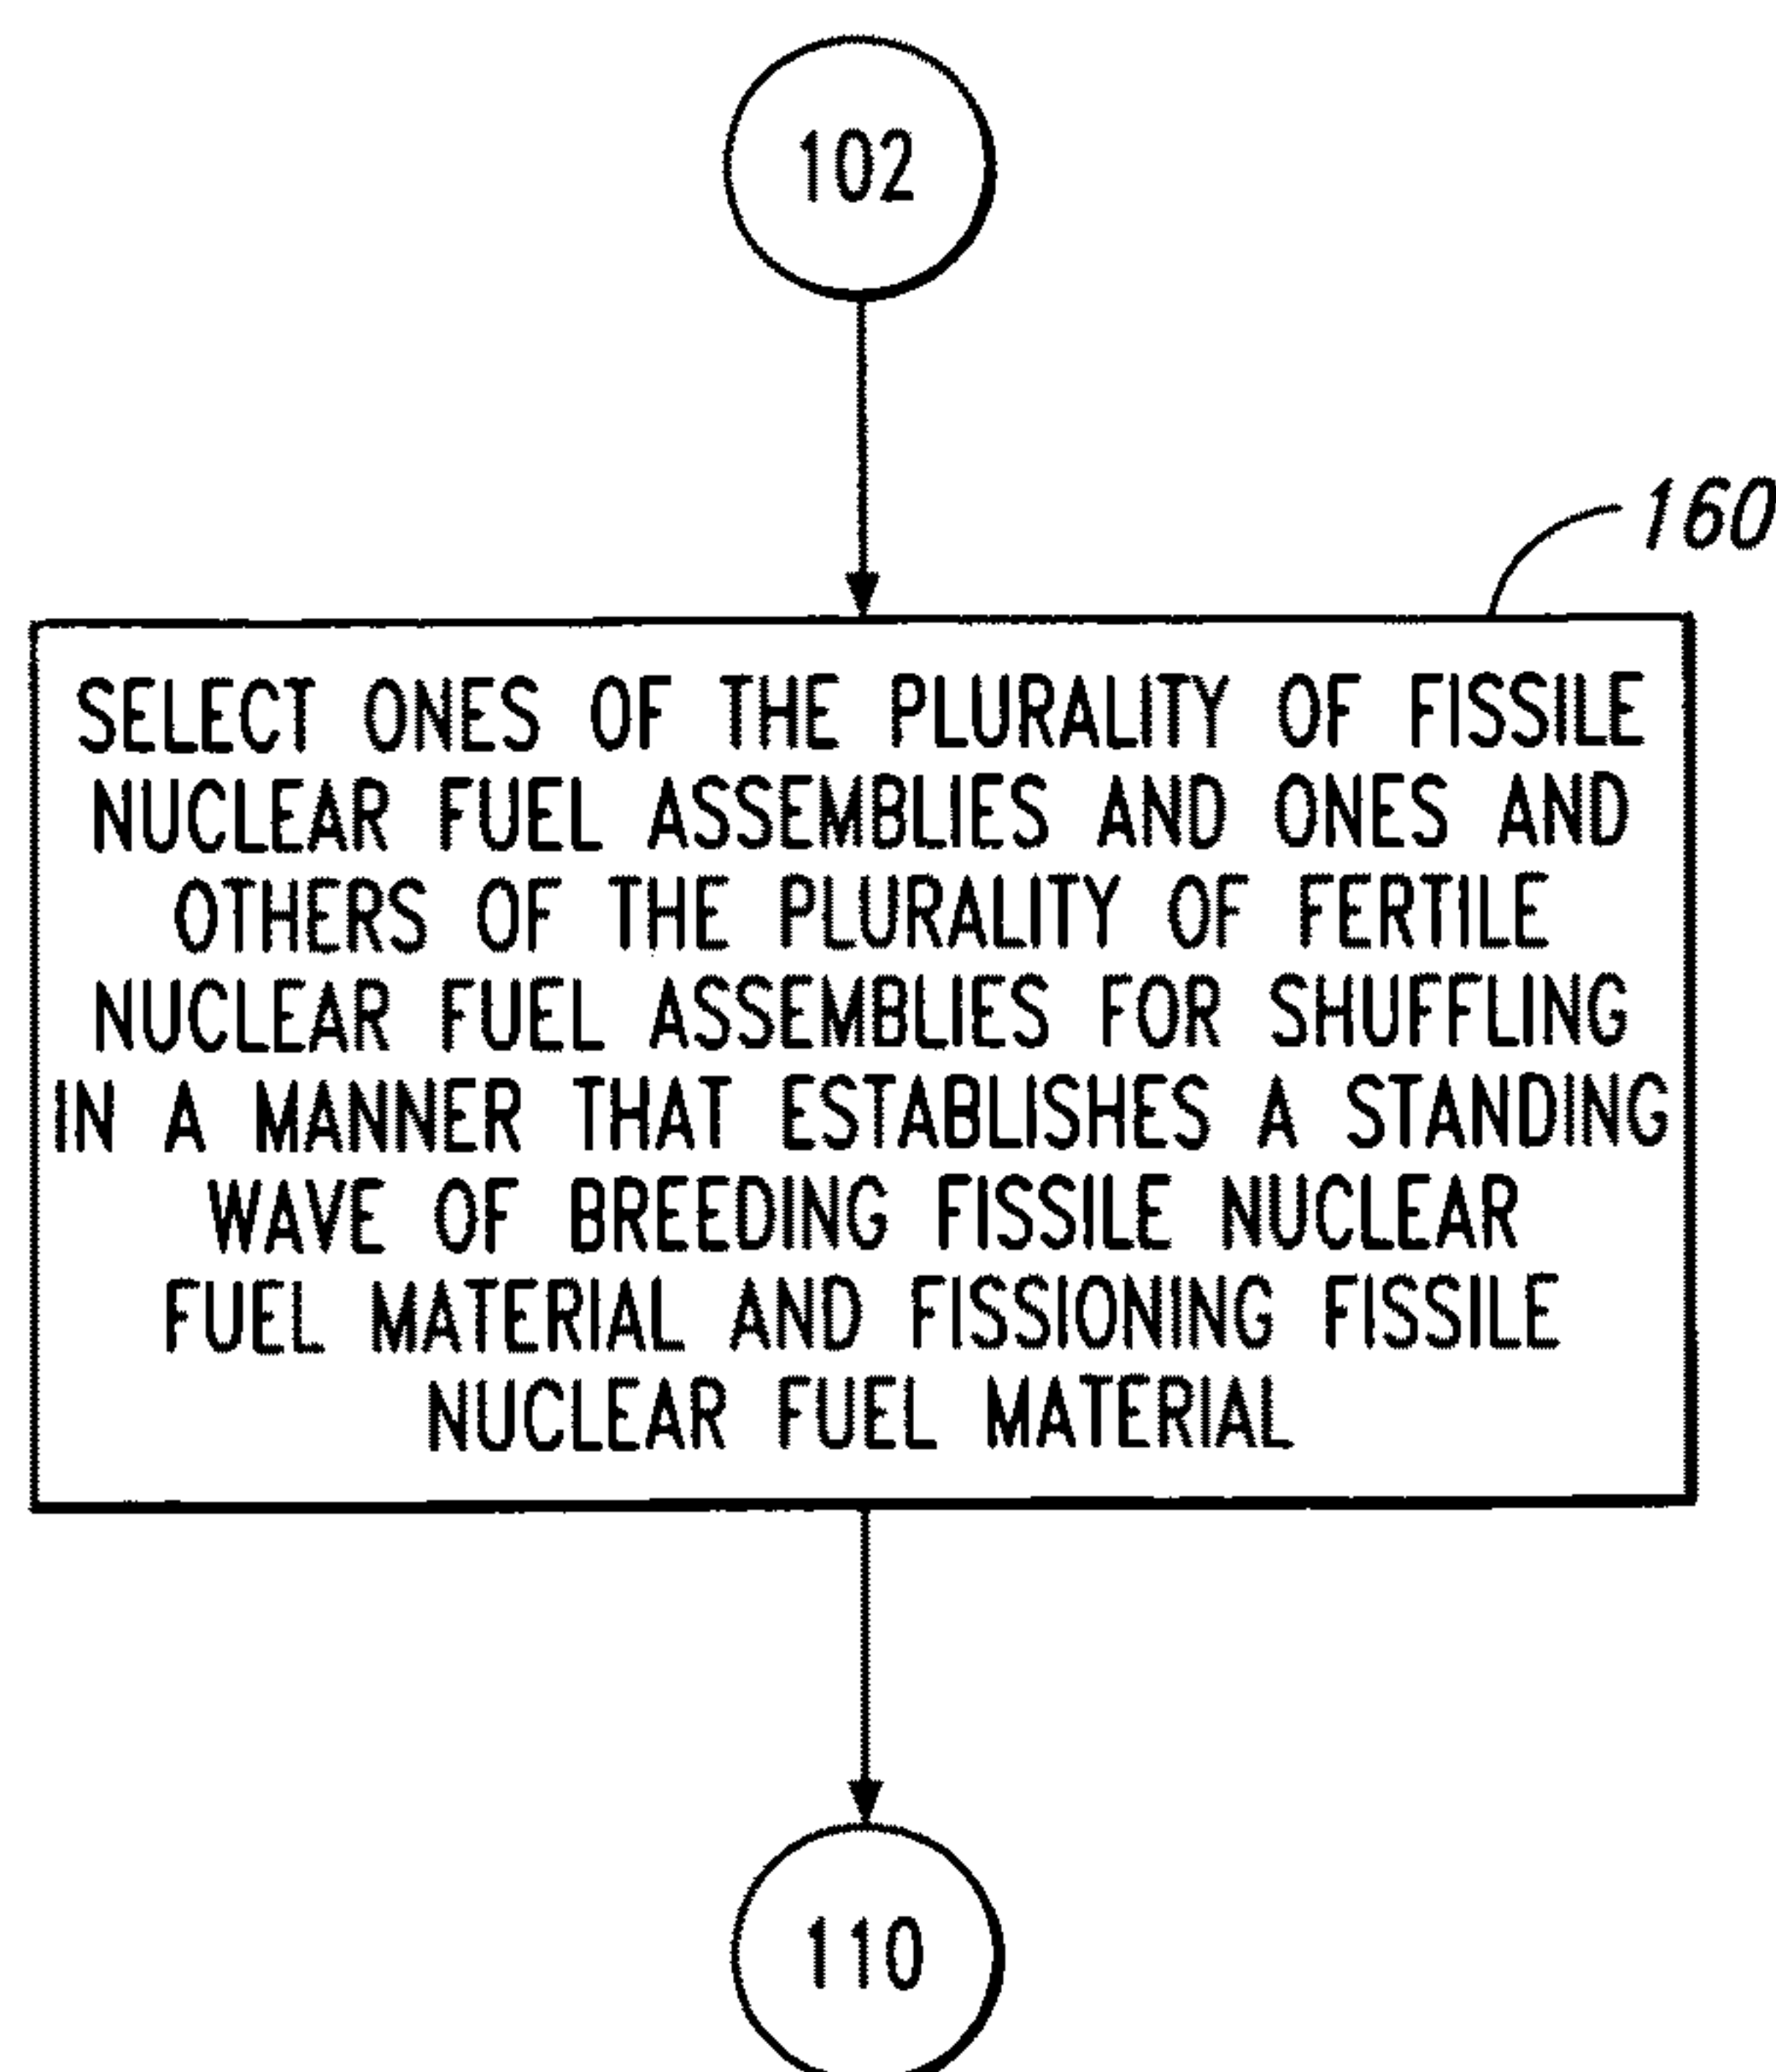 102
160
SELECT ONES OF THE PLURALITY OF FISSILE
NUCLEAR FUEL ASSEMBLIES AND ONES AND
OTHERS OF THE PLURALITY OF FERTILE
NUCLEAR FUEL ASSEMBLIES FOR SHUFFLING
IN A MANNER THAT ESTABLISHES A STANDING
WAVE OF BREEDING FISSILE NUCLEAR
FUEL MATERIAL AND FISSIONING FISSILE
NUCLEAR FUEL MATERIAL
110